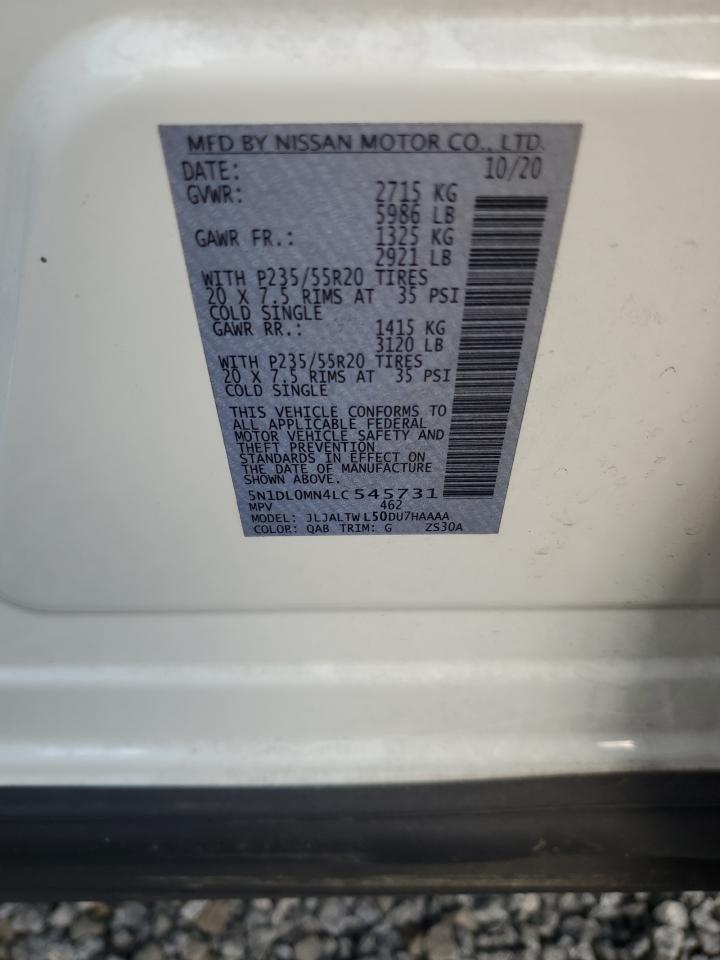 MFD BY NISSAN MOTOR CO., LTD.
DATE: 10/20
GVWR: 2715 KG
5986 LB
GAWR FR.: 1325 KG
2921 LB
WITH P235/55R20 TIRES
20 X 7.5 RIMS AT 35 PSI
COLD SINGLE
GAWR RR.: 1415 KG
3120 LB
WITH P235/55R20 TIRES
20 X 7.5 RIMS AT 35 PSI
COLD SINGLE
THIS VEHICLE CONFORMS TO
ALL APPLICABLE FEDERAL
MOTOR VEHICLE SAFETY AND
THEFT PREVENTION
STANDARDS IN EFFECT ON
THE DATE OF MANUFACTURE
SHOWN ABOVE.
5N1DL0MN4LC545731
MPV 462
MODEL: JLJALTWL50DU7HAAAA
COLOR: QAB TRIM: G ZS30A